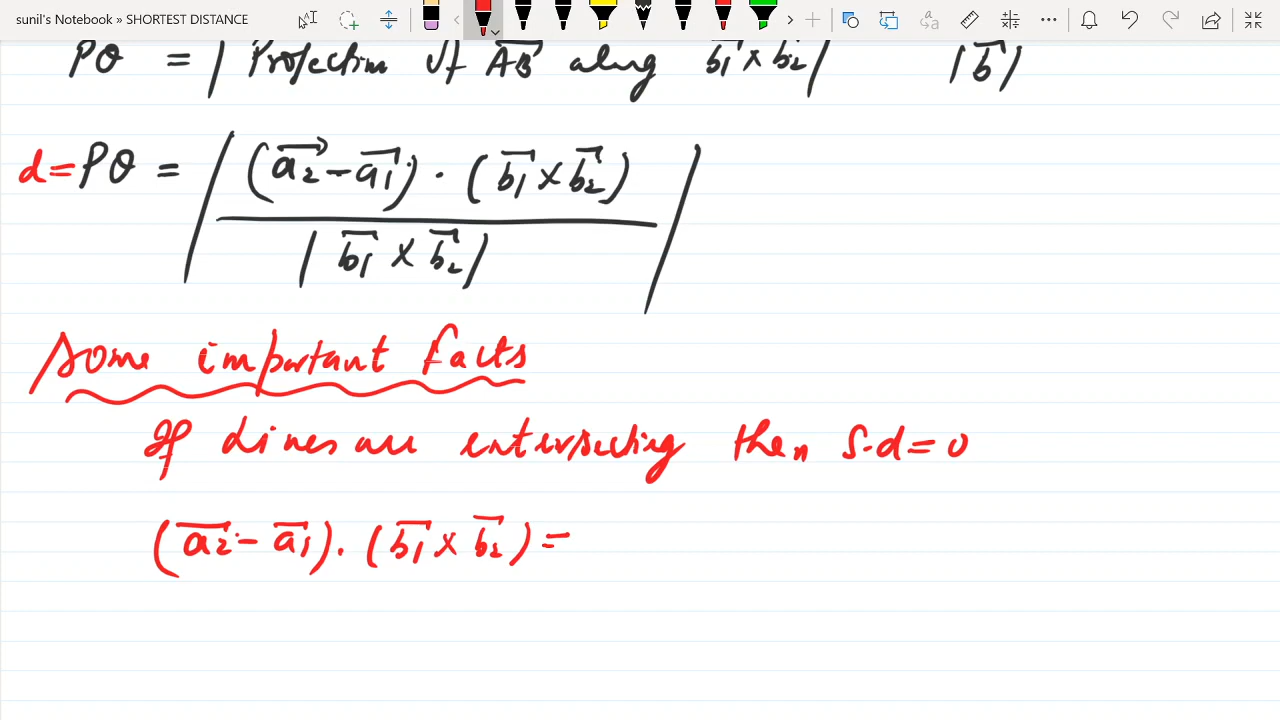 sunil's Notebook » SHORTEST DISTANCE
PQ = | Projection of AB along b1 × b2 | |b|
d = PQ = | (a2 - a1) · (b1 × b2) / |b1 × b2| |
Some important facts
If Lines are intersecting then S.d = 0
(a2 - a1) · (b1 × b2) =